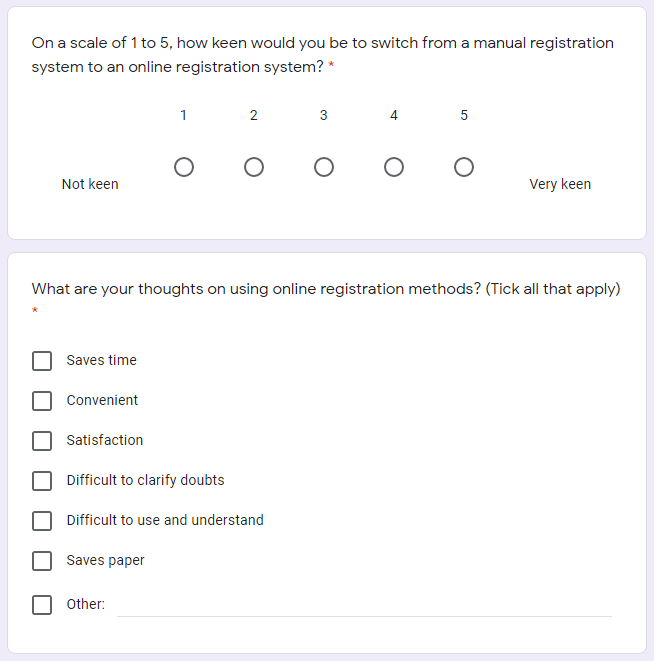 On a scale of 1 to 5, how keen would you be to switch from a manual registration
system to an online registration system? *
1 2 3 4 5
Not keen Very keen
What are your thoughts on using online registration methods? (Tick all that apply)
*
Saves time
Convenient
Satisfaction
Difficult to clarify doubts
Difficult to use and understand
Saves paper
Other: